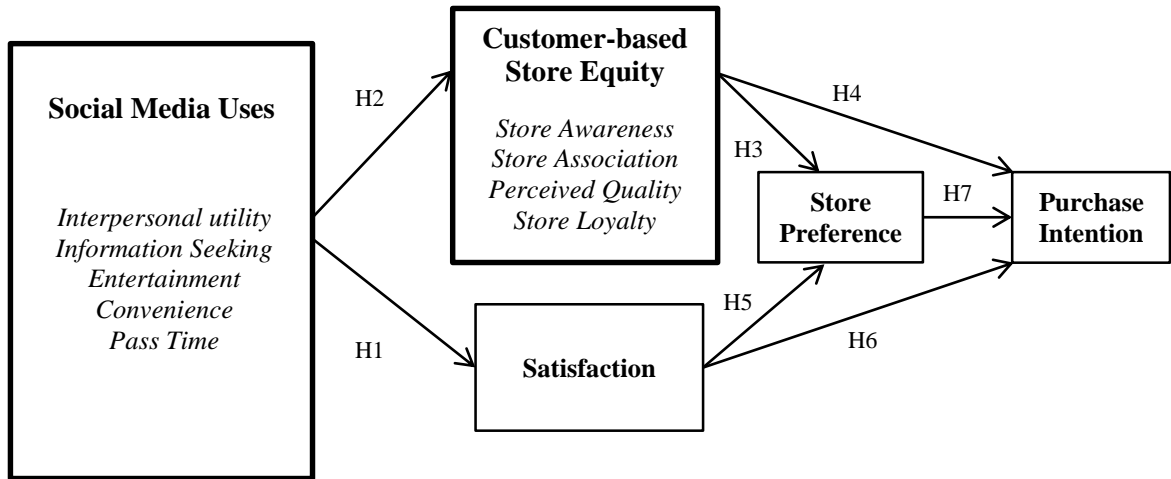 Social Media Uses
Interpersonal utility
Information Seeking
Entertainment
Convenience
Pass Time
H2
H1
Customer-based
Store Equity
Store Awareness
Store Association
Perceived Quality
Store Loyalty
Satisfaction
H4
H3
H5
H6
Store
Preference
H7
Purchase
Intention